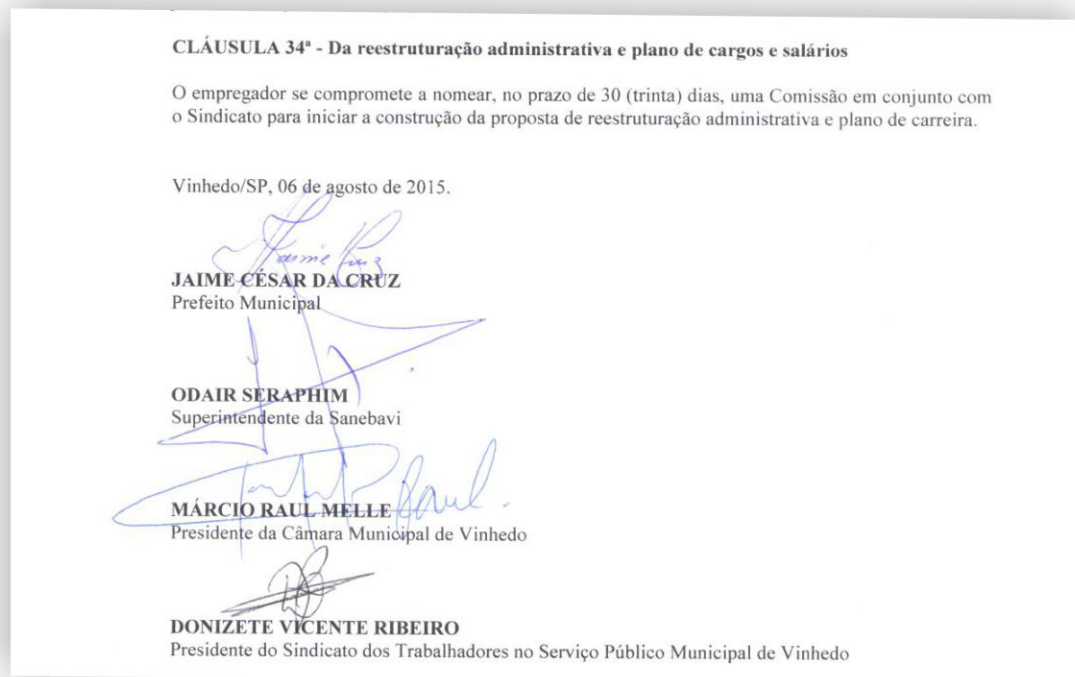 CLÁUSULA 34ª - Da reestruturação administrativa e plano de cargos e salários
O empregador se compromete a nomear, no prazo de 30 (trinta) dias, uma Comissão em conjunto com
o Sindicato para iniciar a construção da proposta de reestruturação administrativa e plano de carreira.
Vinhedo/SP, 06 de agosto de 2015.
Jaime Cruz
JAIME CÉSAR DA CRUZ
Prefeito Municipal
ODAIR SERAPHIM
Superintendente da Sanebavi
Raul.
MÁRCIO RAUL MELLE
Presidente da Câmara Municipal de Vinhedo
DONIZETE VICENTE RIBEIRO
Presidente do Sindicato dos Trabalhadores no Serviço Público Municipal de Vinhedo